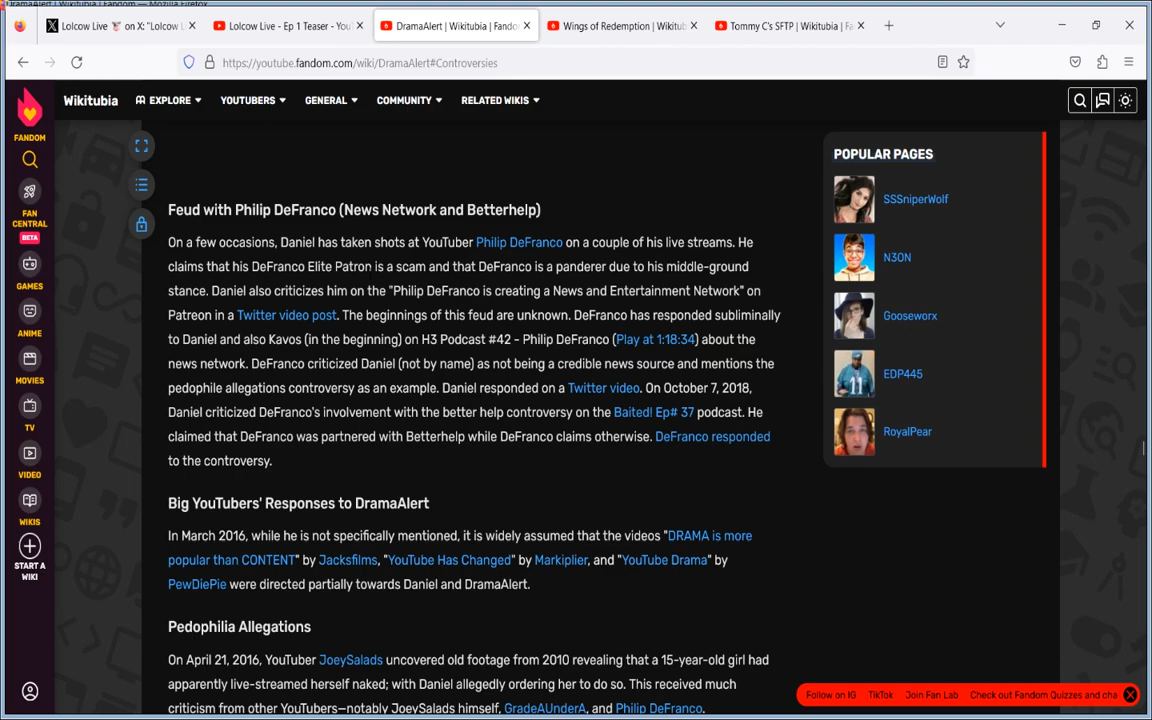 DramaAlert | Wikitubia | Fandom — Mozilla Firefox
Lolcow Live on X: "Lolcow L
Lolcow Live - Ep 1 Teaser - You
DramaAlert | Wikitubia | Fando
Wings of Redemption | Wikitub
Tommy C's SFTP | Wikitubia | Fa
https://youtube.fandom.com/wiki/DramaAlert#Controversies
Wikitubia
EXPLORE
YOUTUBERS
GENERAL
COMMUNITY
RELATED WIKIS
FANDOM
FAN
CENTRAL
BETA
GAMES
ANIME
MOVIES
TV
VIDEO
WIKIS
START A
WIKI
Feud with Philip DeFranco (News Network and Betterhelp)
On a few occasions, Daniel has taken shots at YouTuber Philip DeFranco on a couple of his live streams. He
claims that his DeFranco Elite Patron is a scam and that DeFranco is a panderer due to his middle-ground
stance. Daniel also criticizes him on the "Philip DeFranco is creating a News and Entertainment Network" on
Patreon in a Twitter video post. The beginnings of this feud are unknown. DeFranco has responded subliminally
to Daniel and also Kavos (in the beginning) on H3 Podcast #42 - Philip DeFranco (Play at 1:18:34) about the
news network. DeFranco criticized Daniel (not by name) as not being a credible news source and mentions the
pedophile allegations controversy as an example. Daniel responded on a Twitter video. On October 7, 2018,
Daniel criticized DeFranco's involvement with the better help controversy on the Baited! Ep# 37 podcast. He
claimed that DeFranco was partnered with Betterhelp while DeFranco claims otherwise. DeFranco responded
to the controversy.
Big YouTubers' Responses to DramaAlert
In March 2016, while he is not specifically mentioned, it is widely assumed that the videos "DRAMA is more
popular than CONTENT" by Jacksfilms, "YouTube Has Changed" by Markiplier, and "YouTube Drama" by
PewDiePie were directed partially towards Daniel and DramaAlert.
Pedophilia Allegations
On April 21, 2016, YouTuber JoeySalads uncovered old footage from 2010 revealing that a 15-year-old girl had
apparently live-streamed herself naked; with Daniel allegedly ordering her to do so. This received much
criticism from other YouTubers—notably JoeySalads himself, GradeAUnderA, and Philip DeFranco.
POPULAR PAGES
SSSniperWolf
N3ON
Gooseworx
EDP445
RoyalPear
Follow on IG
TikTok
Join Fan Lab
Check out Fandom Quizzes and cha